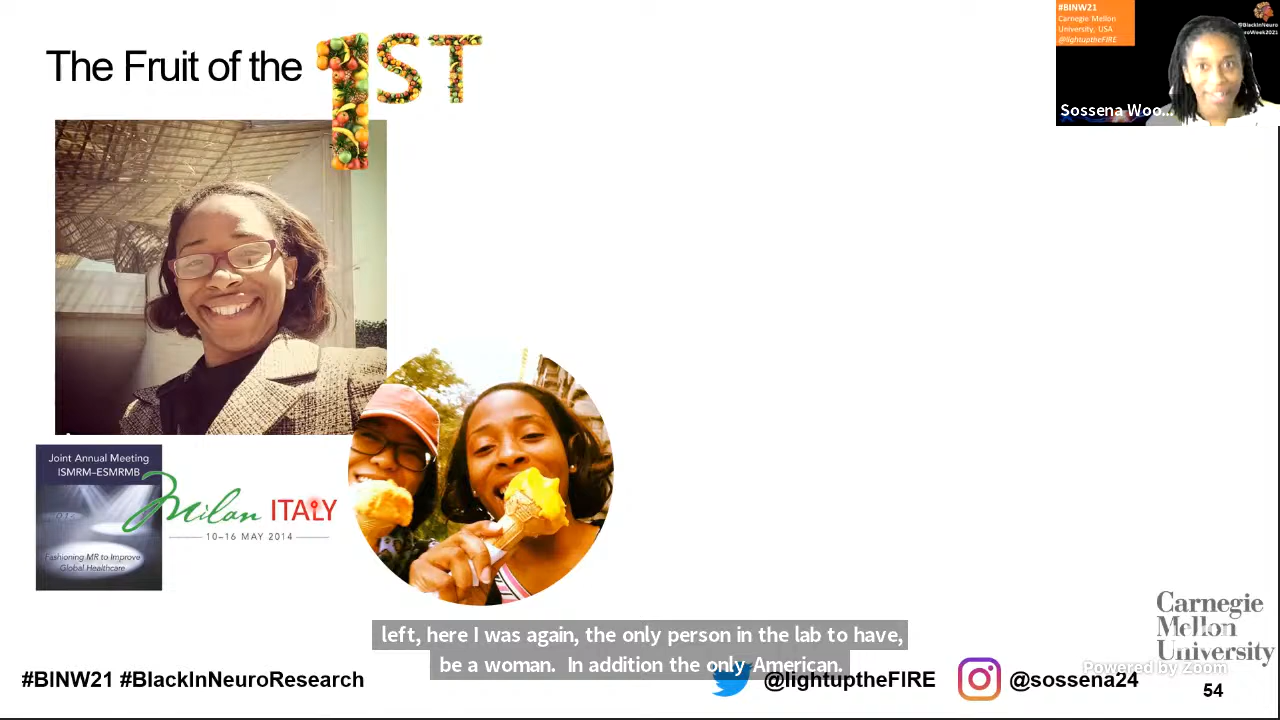 The Fruit of the 1ST
#BINW21
Carnegie Mellon
University, USA
@lightuptheFIRE
@BlackInNeuro
Sossena Woo...
Joint Annual Meeting
ISMRM–ESMRMB
Milan ITALY
10–16 MAY 2014
Fashioning MR to Improve
Global Healthcare
left, here I was again, the only person in the lab to have,
be a woman.  In addition the only American.
Carnegie
Mellon
University
Powered by Zoom
#BINW21 #BlackInNeuroResearch
@lightuptheFIRE
@sossena24
54